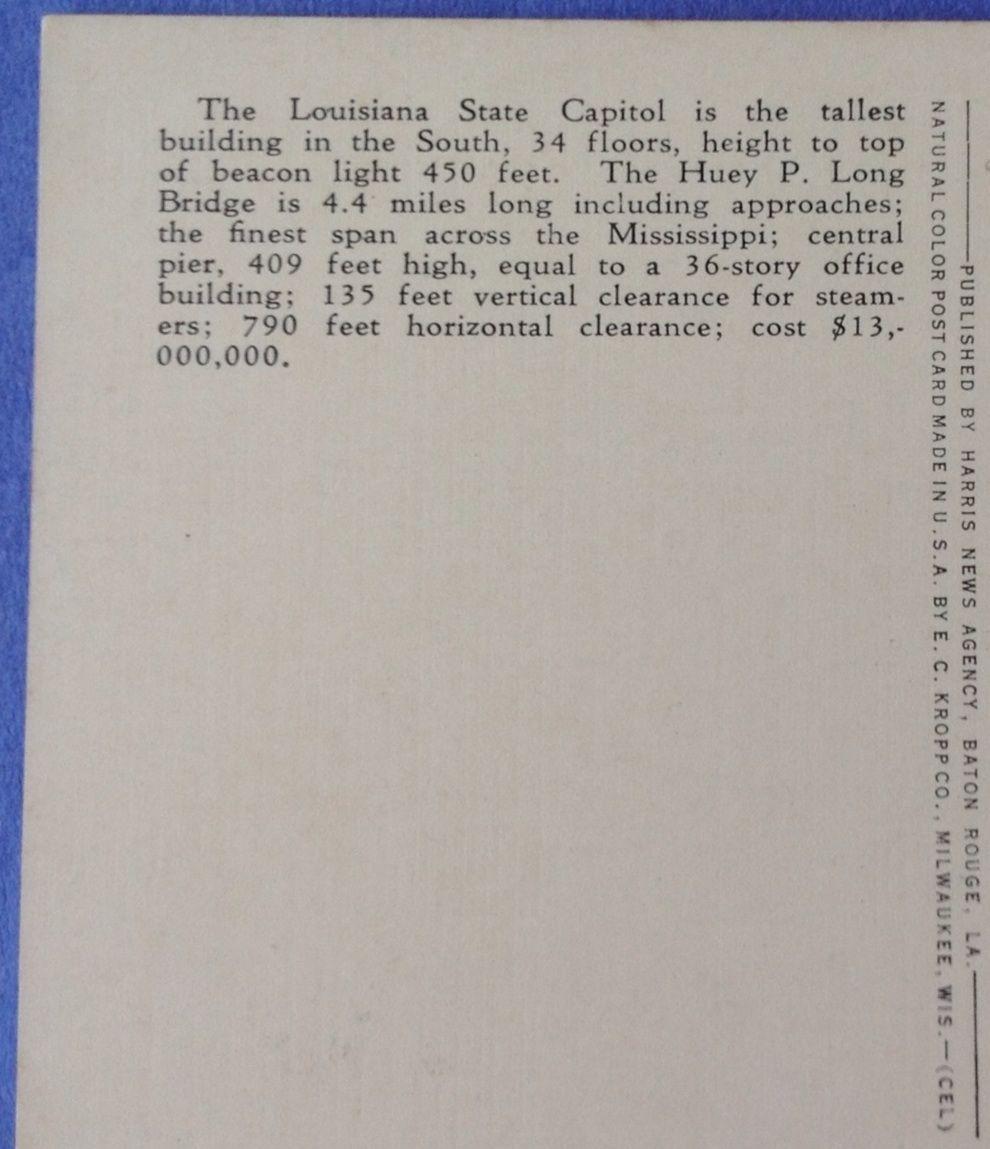 The Louisiana State Capitol is the tallest
building in the South, 34 floors, height to top
of beacon light 450 feet. The Huey P. Long
Bridge is 4.4 miles long including approaches;
the finest span across the Mississippi; central
pier, 409 feet high, equal to a 36-story office
building; 135 feet vertical clearance for steam-
ers; 790 feet horizontal clearance; cost $13,-
000,000.
PUBLISHED BY HARRIS NEWS AGENCY, BATON ROUGE, LA.
NATURAL COLOR POST CARD MADE IN U.S.A. BY E. C. KROPP CO., MILWAUKEE, WIS.—(CEL)